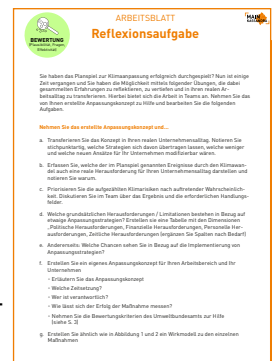 ARBEITSBLATT
Reflexionsaufgabe
BEWERTUNG
(Plausibilität, Fragen,
Effektivität)
MAIN
Sie haben das Planspiel zur Klimaanpassung erfolgreich durchgespielt? Nun ist einige
Zeit vergangen und Sie haben die Möglichkeit mittels folgender Übungen, die dabei
gesammelten Erfahrungen zu reflektieren, zu vertiefen und in ihren realen Ar-
beitsalltag zu transferieren. Hierbei bietet sich die Arbeit in Teams an. Nehmen Sie das
von Ihnen erstellte Anpassungskonzept zu Hilfe und bearbeiten Sie die folgenden
Aufgaben.
Nehmen Sie das erstellte Anpassungskonzept und...
a. Transferieren Sie das Konzept in Ihren realen Unternehmensalltag. Notieren Sie
stichpunktartig, welche Strategien sich davon übertragen lassen, welche weniger
und welche neuen Ansätze für Ihr Unternehmen modifizierbar wären.
b. Erfassen Sie, welche der im Planspiel genannten Ereignisse durch den Klimawan-
del auch eine reale Herausforderung für Ihren Unternehmensalltag darstellen und
notieren Sie warum.
c. Priorisieren Sie die aufgezählten Klimarisiken nach auftretender Wahrscheinlich-
keit. Diskutieren Sie im Team über das Ergebnis und die erforderlichen Handlungs-
felder.
d. Welche grundsätzlichen Herausforderungen / Limitationen bestehen in Bezug auf
etwaige Anpassungsstrategien? Erstellen sie eine Tabelle mit den Dimensionen
„Politische Herausforderungen, Finanzielle Herausforderungen, Personelle Her-
ausforderungen, Zeitliche Herausforderungen (ergänzen Sie Spalten nach Bedarf)
e. Andererseits: Welche Chancen sehen Sie in Bezug auf die Implementierung von
Anpassungsstrategien?
f. Erstellen Sie ein eigenes Anpassungskonzept für Ihren Arbeitsbereich und Ihr
Unternehmen
- Erläutern Sie das Anpassungskonzept
- Welche Zeitsetzung?
- Wer ist verantwortlich?
- Wie lässt sich der Erfolg der Maßnahme messen?
- Nehmen Sie die Bewertungskriterien des Umweltbundesamts zur Hilfe
(siehe S. 3)
g. Erstellen Sie ähnlich wie in Abbildung 1 und 2 ein Wirkmodell zu den einzelnen
Maßnahmen